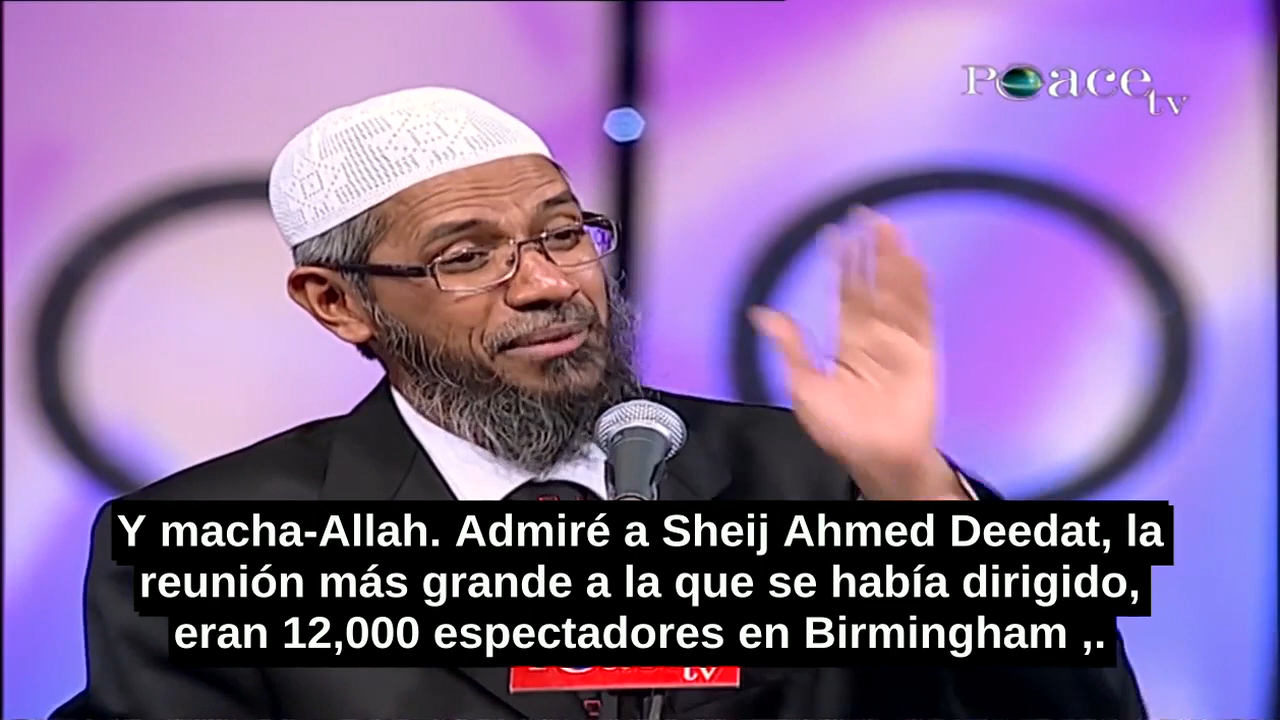 Peace
tv
Y macha-Allah. Admiré a Sheij Ahmed Deedat, la
reunión más grande a la que se había dirigido,
eran 12,000 espectadores en Birmingham ,.
tv